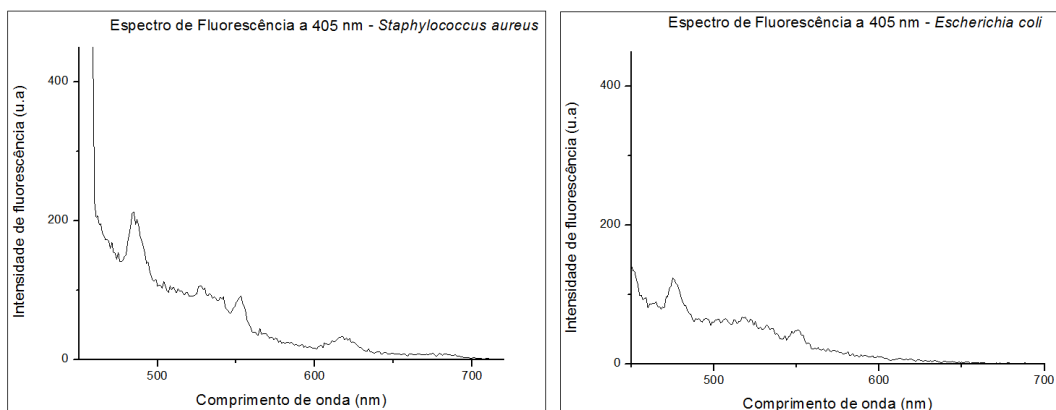 Espectro de Fluorescência a 405 nm - Staphylococcus aureus
Intensidade de fluorescência (u.a)
400
200
0
500
600
700
Comprimento de onda (nm)
Espectro de Fluorescência a 405 nm - Escherichia coli
Intensidade de fluorescência (u.a)
400
200
0
500
600
700
Comprimento de onda (nm)